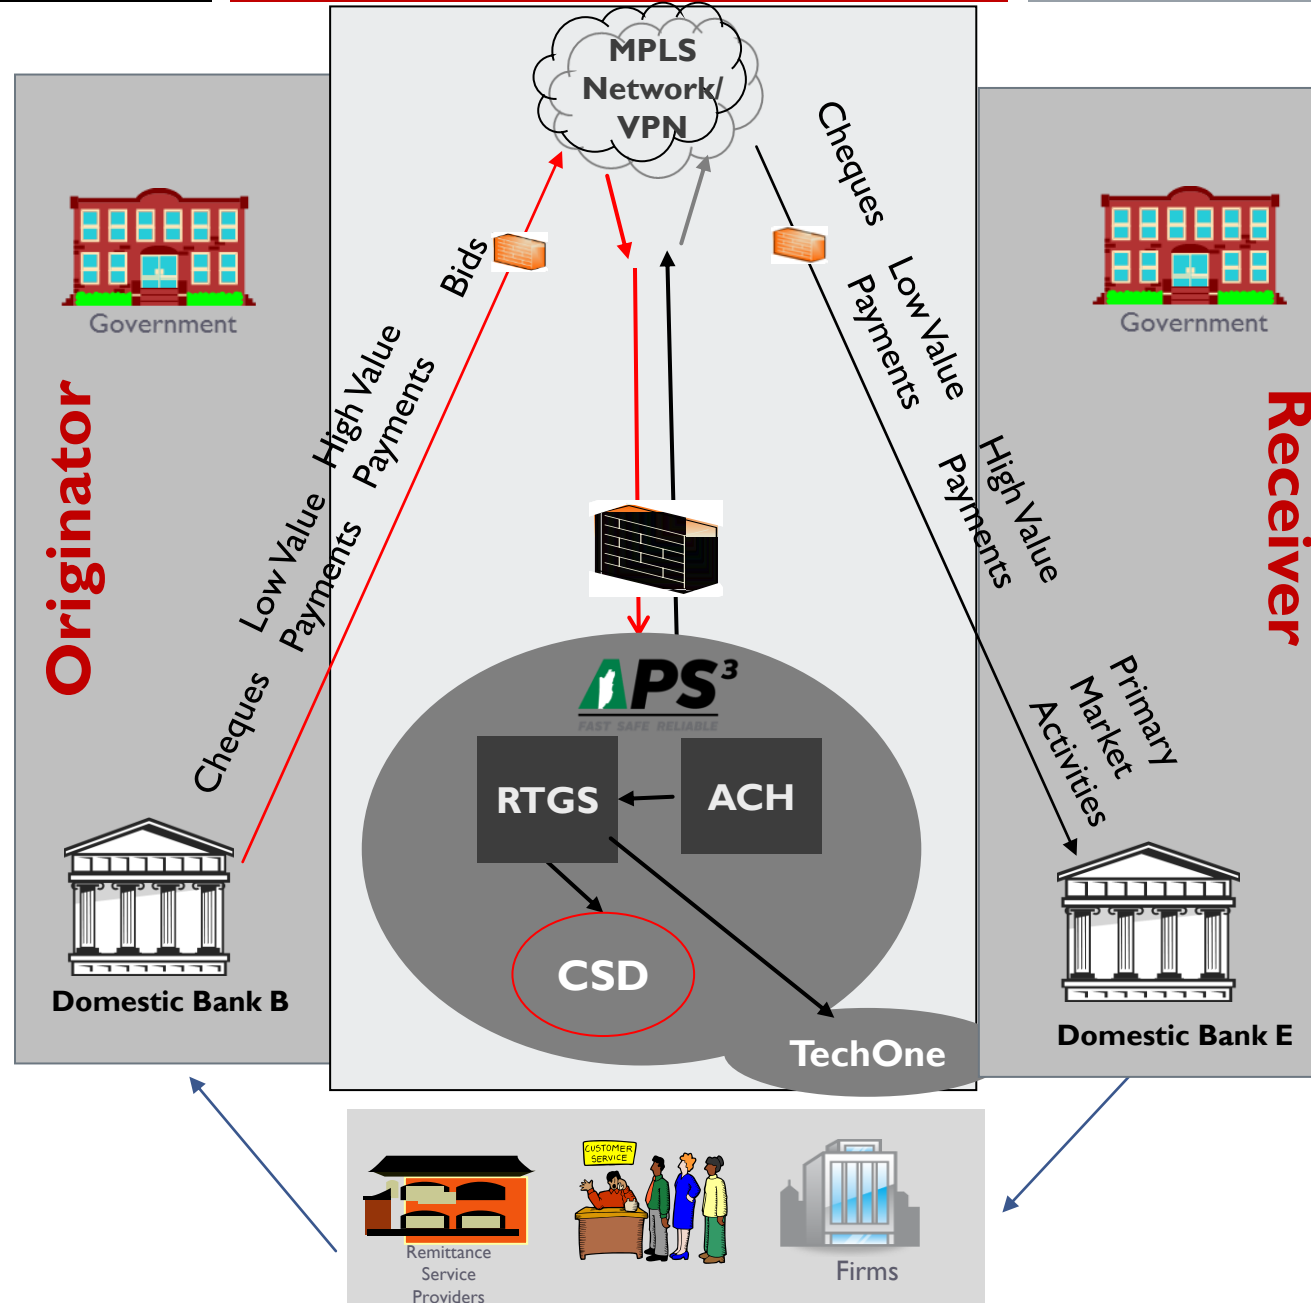 MPLS
Network/
VPN
Government
Originator
Cheques
Low Value
Payments
High Value
Payments
Bids
Domestic Bank B
APS³
FAST SAFE RELIABLE
RTGS
ACH
CSD
TechOne
Cheques
Low Value
Payments
High Value
Payments
Primary
Market
Activities
Government
Receiver
Domestic Bank E
Remittance
Service
Providers
CUSTOMER
SERVICE
Firms